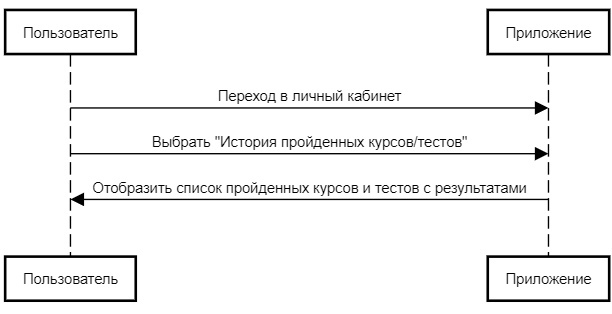 Пользователь
Приложение
Переход в личный кабинет
Выбрать "История пройденных курсов/тестов"
Отобразить список пройденных курсов и тестов с результатами
Пользователь
Приложение